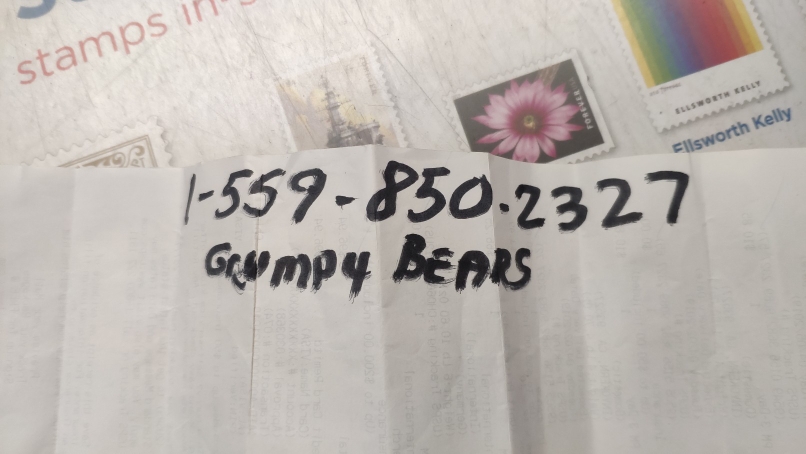 stamps in-s
FOREVER
ELLSWORTH KELLY
Ellsworth Kelly
1-559-850-2327
Grumpy BEARS